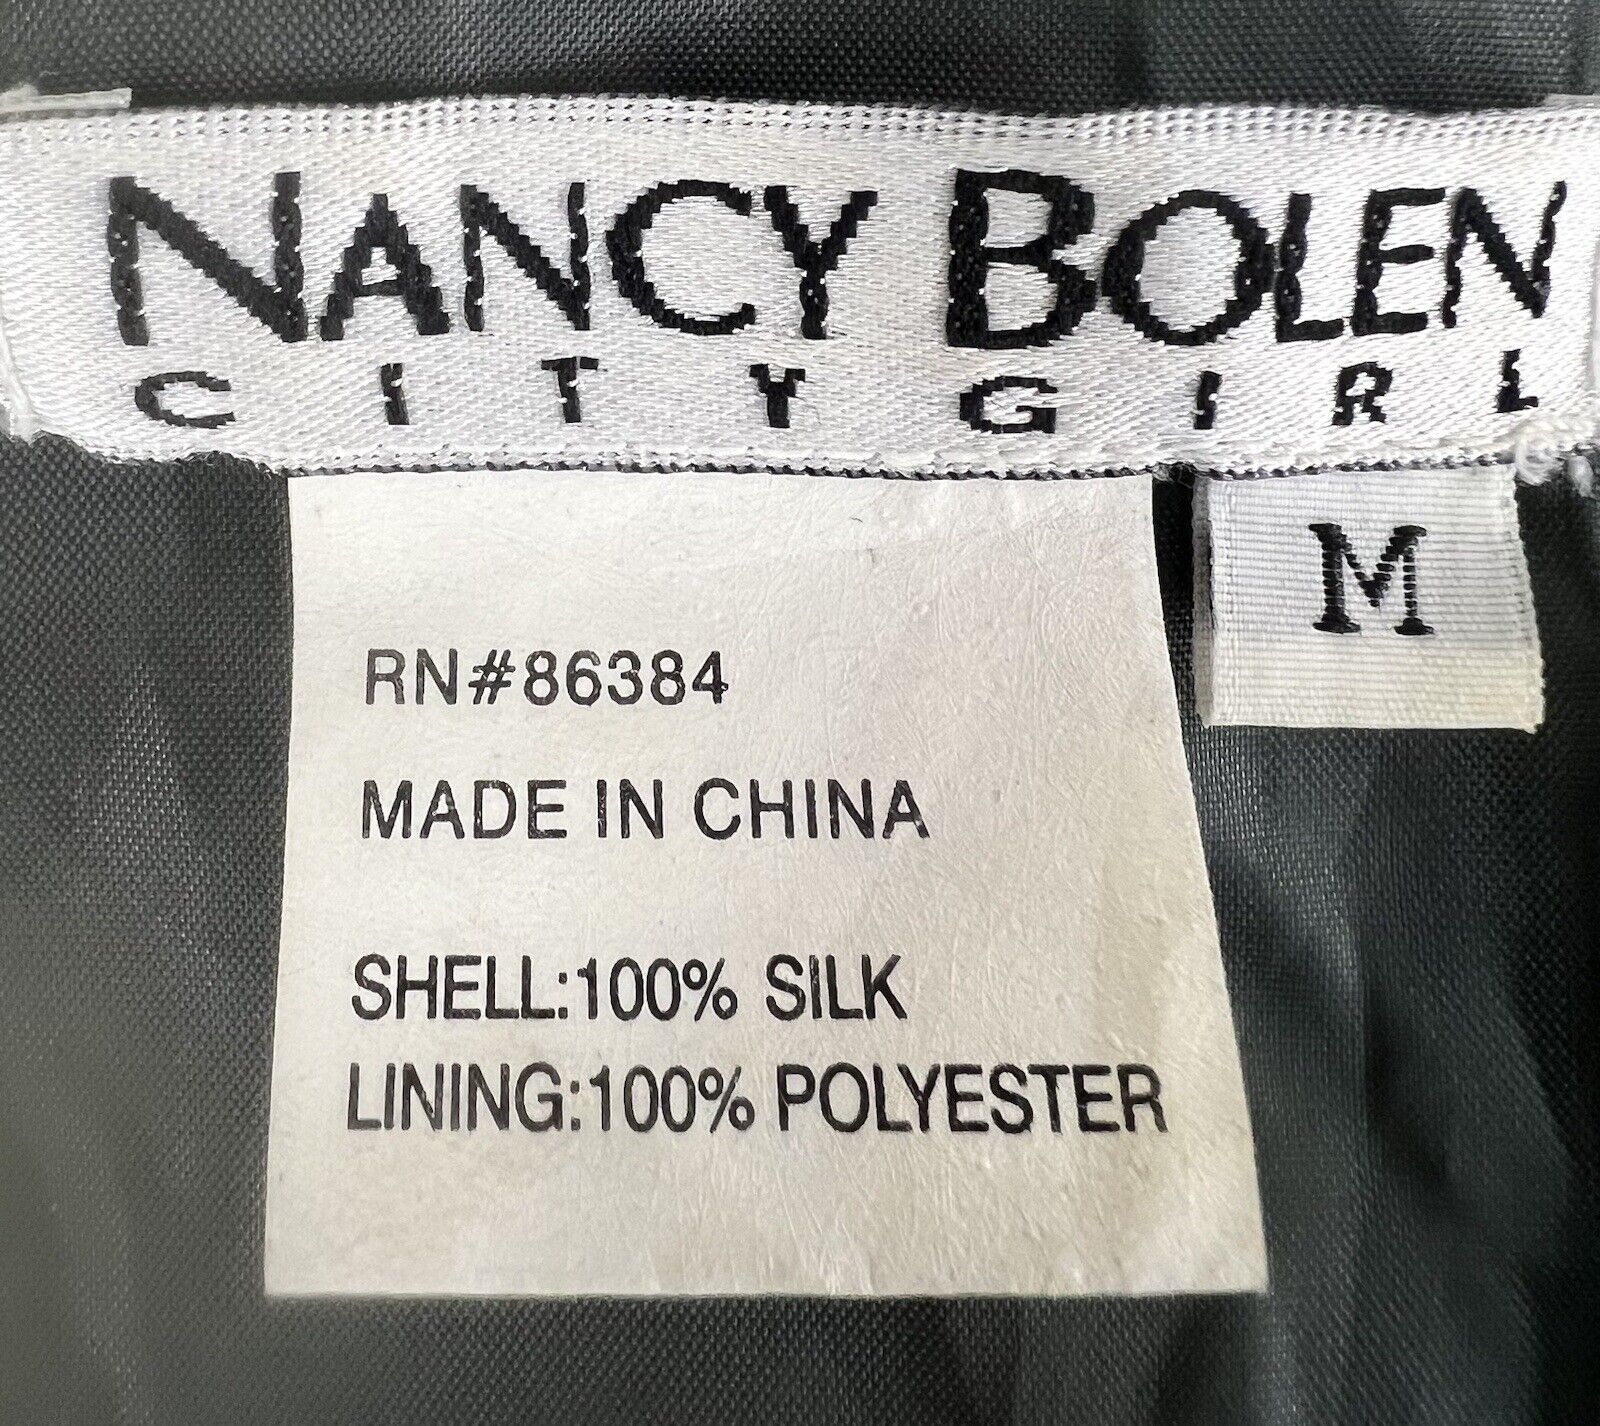 NANCY BOLEN
CITY GIRL
M
RN#86384
MADE IN CHINA
SHELL:100% SILK
LINING:100% POLYESTER